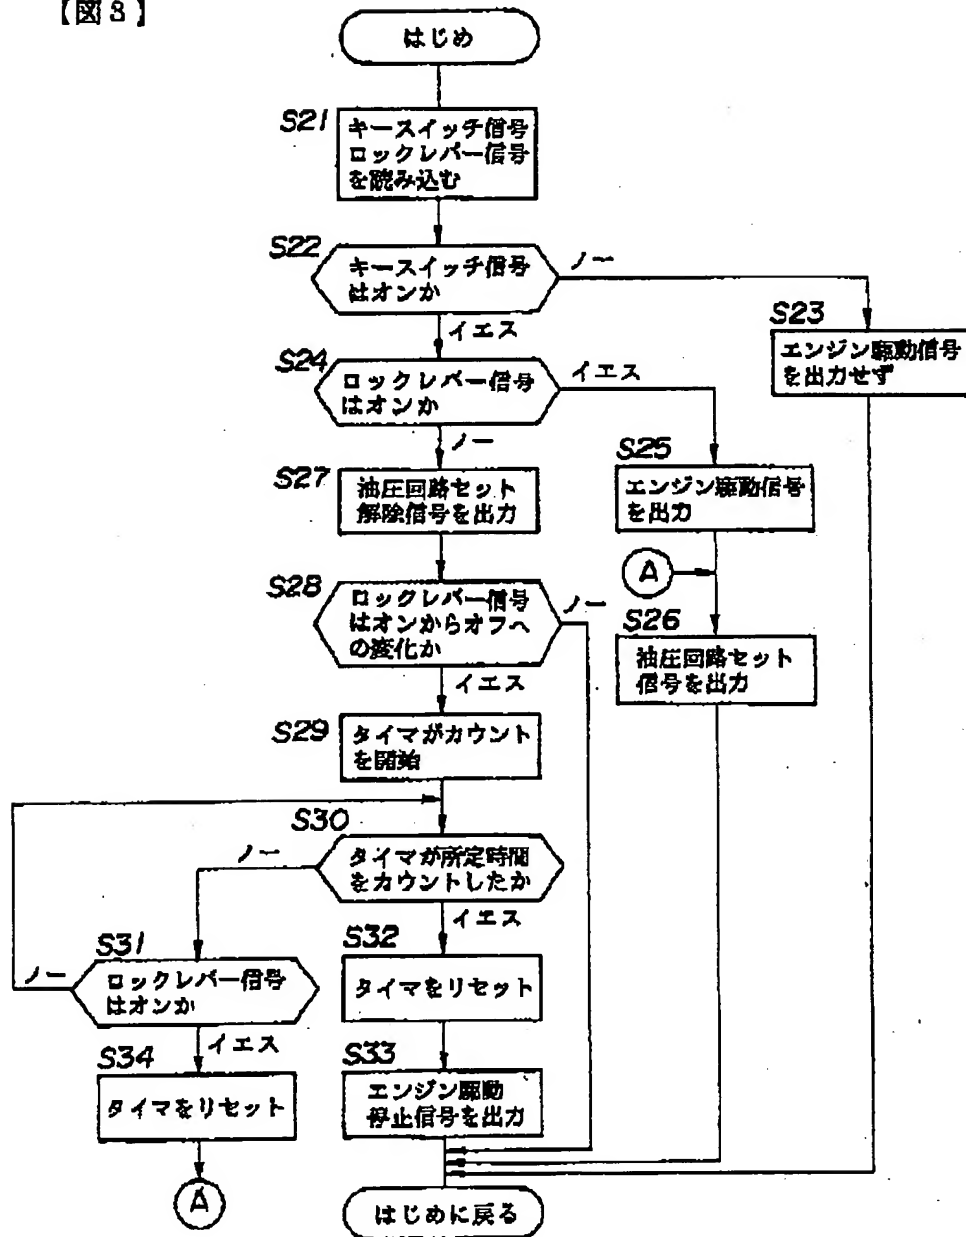 【図3】
はじめ
S21
キースイッチ信号
ロックレバー信号
を読み込む
S22
キースイッチ信号
はオンか
ノー
イエス
S23
エンジン駆動信号
を出力せず
S24
ロックレバー信号
はオンか
イエス
ノー
S25
エンジン駆動信号
を出力
A
S26
油圧回路セット
信号を出力
S27
油圧回路セット
解除信号を出力
S28
ロックレバー信号
はオンからオフへ
の変化か
ノー
イエス
S29
タイマがカウント
を開始
S30
タイマが所定時間
をカウントしたか
ノー
イエス
S31
ロックレバー信号
はオンか
ノー
イエス
S32
タイマをリセット
S33
エンジン駆動
停止信号を出力
S34
タイマをリセット
A
はじめに戻る